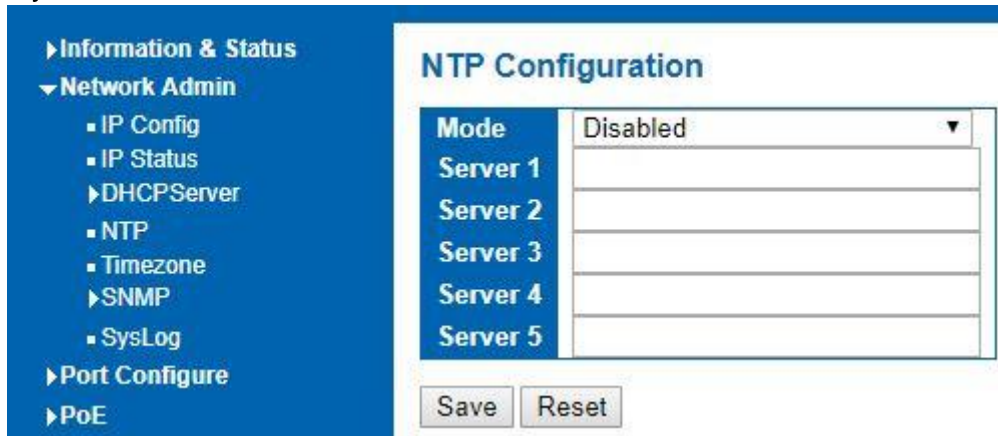 Information & Status
Network Admin
IP Config
IP Status
DHCPServer
NTP
Timezone
SNMP
SysLog
Port Configure
PoE
NTP Configuration
Mode Disabled
Server 1
Server 2
Server 3
Server 4
Server 5
Save Reset